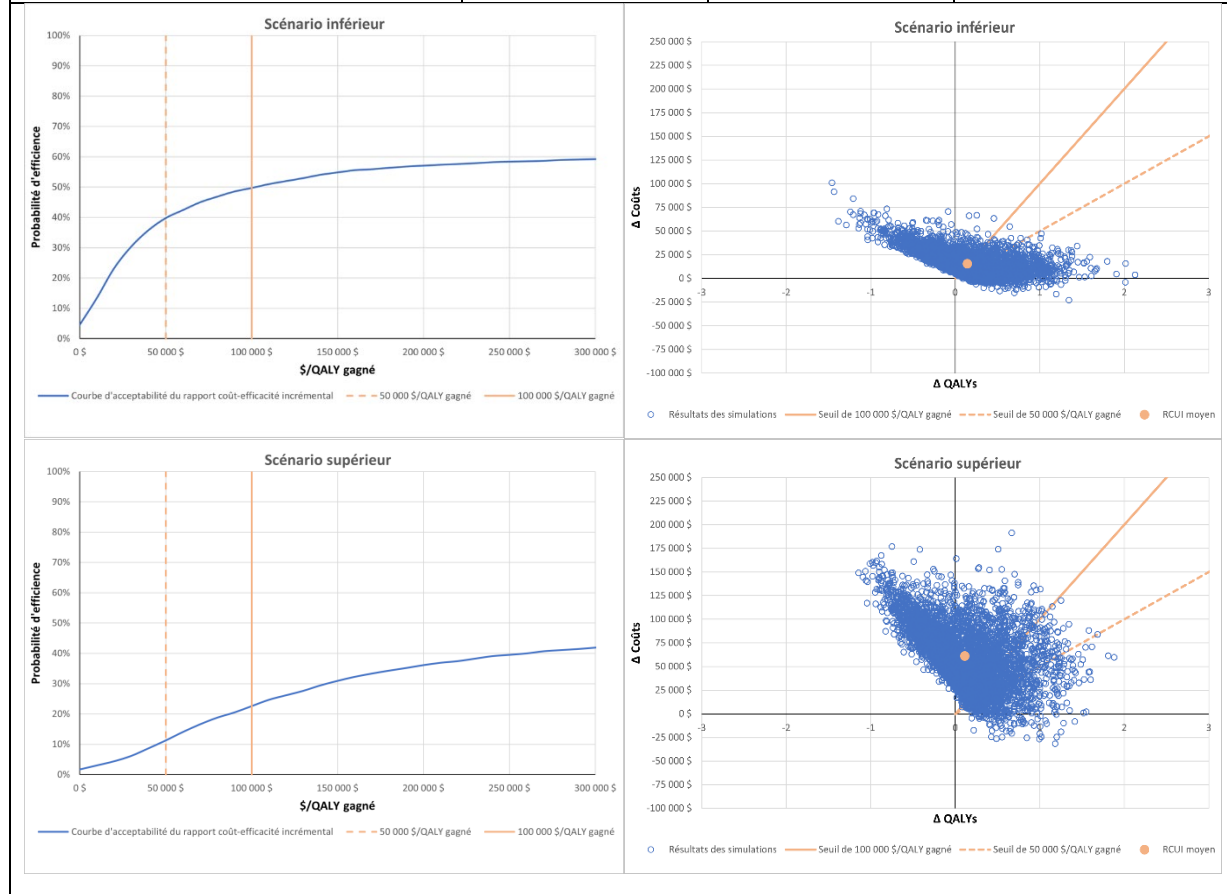 Scénario inférieur
100%
90%
80%
70%
60%
50%
40%
30%
20%
10%
0%
Probabilité d'efficience
0 $ 50 000 $ 100 000 $ 150 000 $ 200 000 $ 250 000 $ 300 000 $
$/QALY gagné
Courbe d'acceptabilité du rapport coût-efficacité incrémental 50 000 $/QALY gagné 100 000 $/QALY gagné
Scénario inférieur
250 000 $
225 000 $
200 000 $
175 000 $
150 000 $
125 000 $
100 000 $
75 000 $
50 000 $
25 000 $
0 $
-25 000 $
-50 000 $
-75 000 $
-100 000 $
Δ Coûts
-3 -2 -1 0 1 2 3
Δ QALYs
Résultats des simulations Seuil de 100 000 $/QALY gagné Seuil de 50 000 $/QALY gagné RCUI moyen
Scénario supérieur
100%
90%
80%
70%
60%
50%
40%
30%
20%
10%
0%
Probabilité d'efficience
0 $ 50 000 $ 100 000 $ 150 000 $ 200 000 $ 250 000 $ 300 000 $
$/QALY gagné
Courbe d'acceptabilité du rapport coût-efficacité incrémental 50 000 $/QALY gagné 100 000 $/QALY gagné
Scénario supérieur
250 000 $
225 000 $
200 000 $
175 000 $
150 000 $
125 000 $
100 000 $
75 000 $
50 000 $
25 000 $
0 $
-25 000 $
-50 000 $
-75 000 $
-100 000 $
Δ Coûts
-3 -2 -1 0 1 2 3
Δ QALYs
Résultats des simulations Seuil de 100 000 $/QALY gagné Seuil de 50 000 $/QALY gagné RCUI moyen